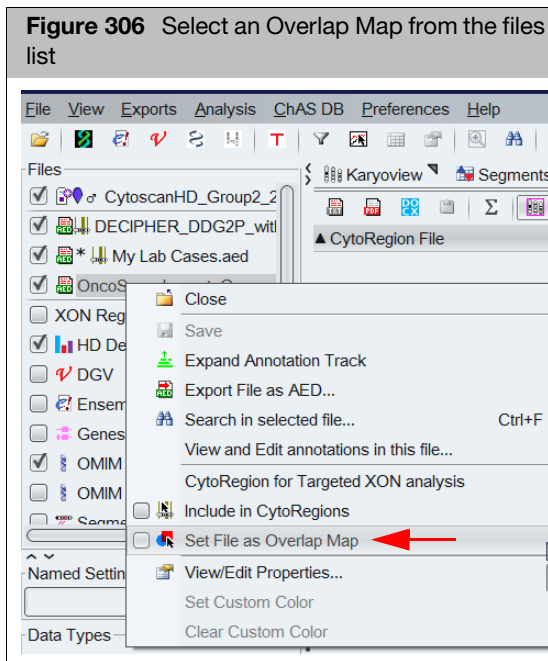 Figure 306 Select an Overlap Map from the files list
File View Exports Analysis ChAS DB Preferences Help
Files
Karyoview
Segments
CytoscanHD_Group2_2
DECIPHER_DDG2P_with
* My Lab Cases.aed
CytoRegion File
XON Reg
HD De
DGV
Ensem
Genes
OMIM
OMIM
Close
Save
Expand Annotation Track
Export File as AED...
Search in selected file... Ctrl+F
View and Edit annotations in this file...
CytoRegion for Targeted XON analysis
Include in CytoRegions
Set File as Overlap Map
View/Edit Properties...
Set Custom Color
Clear Custom Color
Named Settin
Data Types